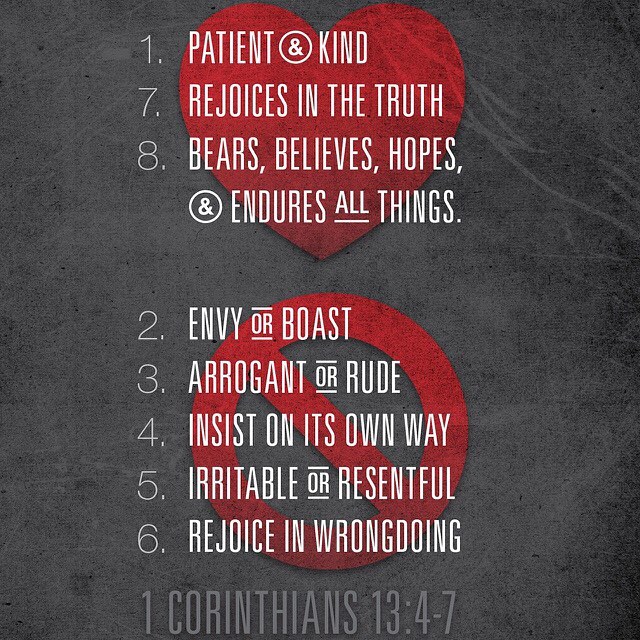 1. PATIENT & KIND
7. REJOICES IN THE TRUTH
8. BEARS, BELIEVES, HOPES,
& ENDURES ALL THINGS.
2. ENVY OR BOAST
3. ARROGANT OR RUDE
4. INSIST ON ITS OWN WAY
5. IRRITABLE OR RESENTFUL
6. REJOICE IN WRONGDOING
1 CORINTHIANS 13:4-7